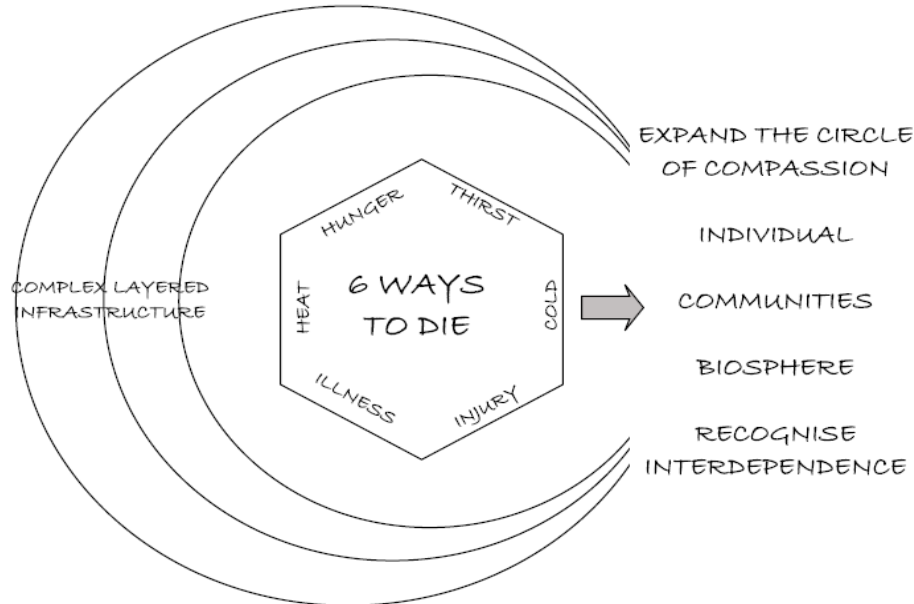 EXPAND THE CIRCLE
OF COMPASSION
HUNGER
THIRST
INDIVIDUAL
COMPLEX LAYERED
INFRASTRUCTURE
HEAT
6 WAYS
TO DIE
COLD
COMMUNITIES
BIOSPHERE
ILLNESS
INJURY
RECOGNISE
INTERDEPENDENCE